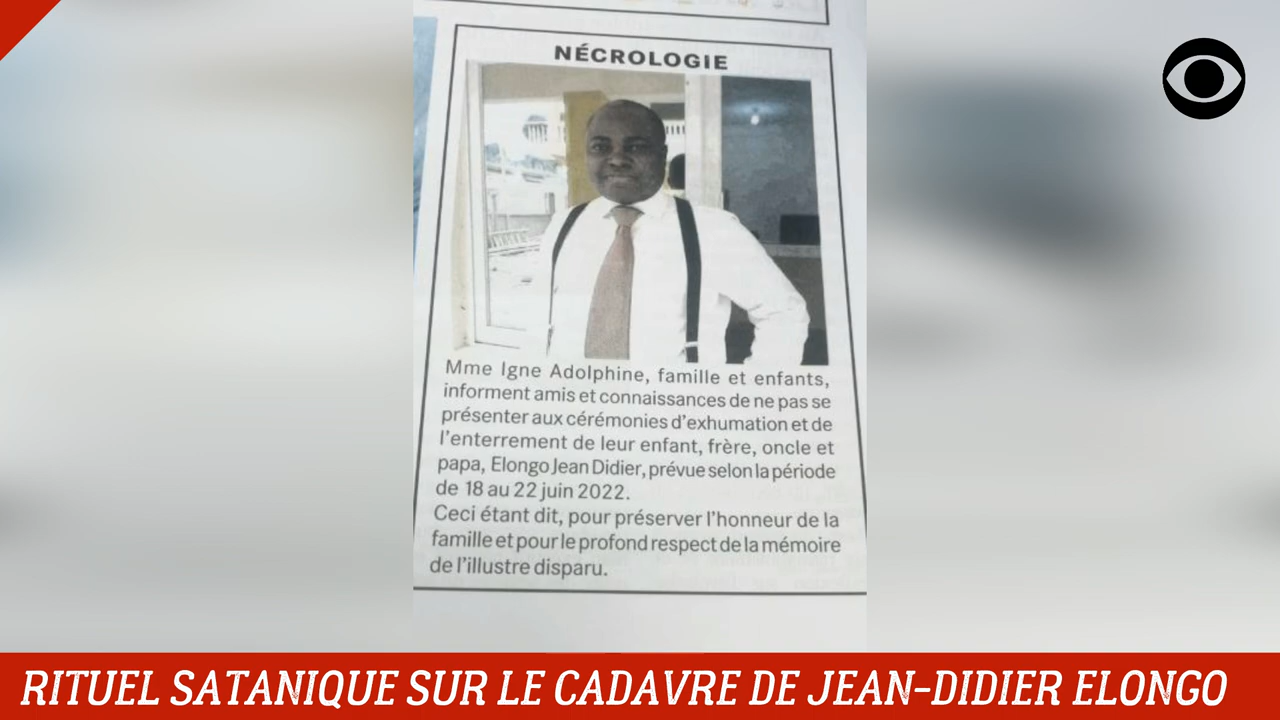 NÉCROLOGIE
Mme Igne Adolphine, famille et enfants,
informent amis et connaissances de ne pas se
présenter aux cérémonies d'exhumation et de
l'enterrement de leur enfant, frère, oncle et
papa, Elongo Jean Didier, prévue selon la période
de 18 au 22 juin 2022.
Ceci étant dit, pour préserver l'honneur de la
famille et pour le profond respect de la mémoire
de l'illustre disparu.
RITUEL SATANIQUE SUR LE CADAVRE DE JEAN-DIDIER ELONGO